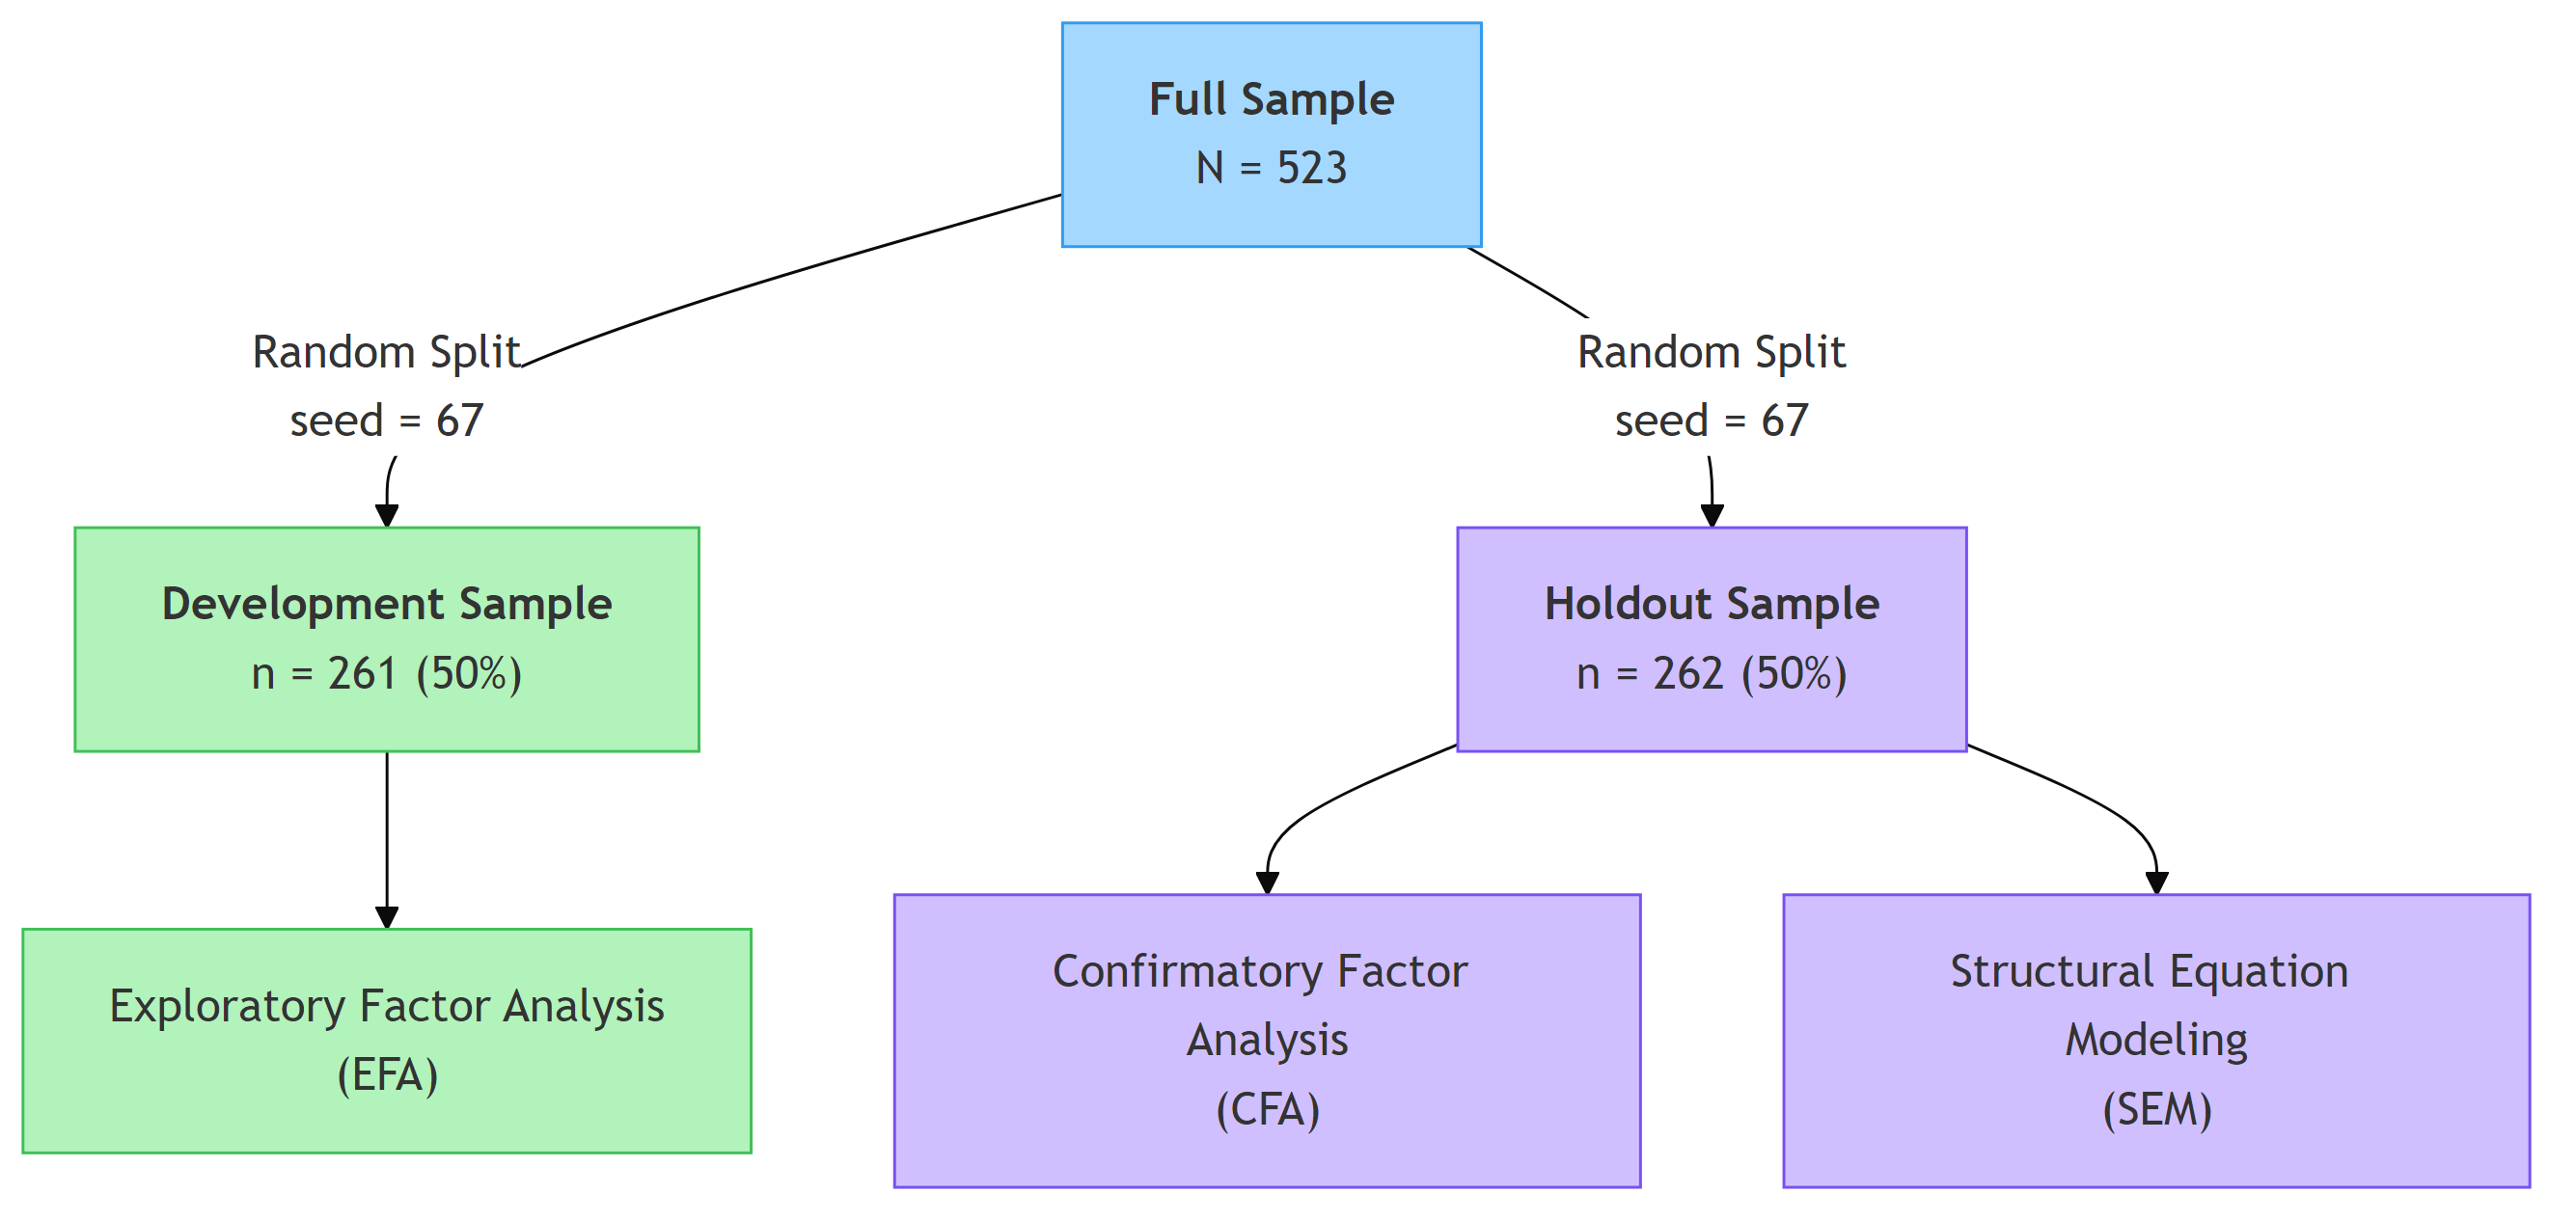 Full Sample
N = 523
Random Split
seed = 67
Random Split
seed = 67
Development Sample
n = 261 (50%)
Holdout Sample
n = 262 (50%)
Exploratory Factor Analysis
(EFA)
Confirmatory Factor
Analysis
(CFA)
Structural Equation
Modeling
(SEM)